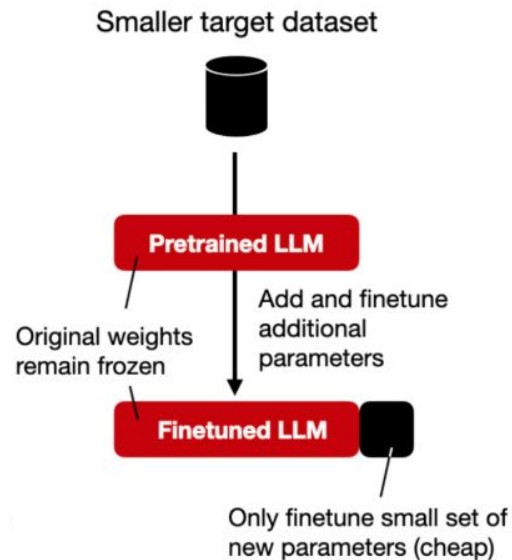 Smaller target dataset
Pretrained LLM
Add and finetune
additional
parameters
Original weights
remain frozen
Finetuned LLM
Only finetune small set of
new parameters (cheap)